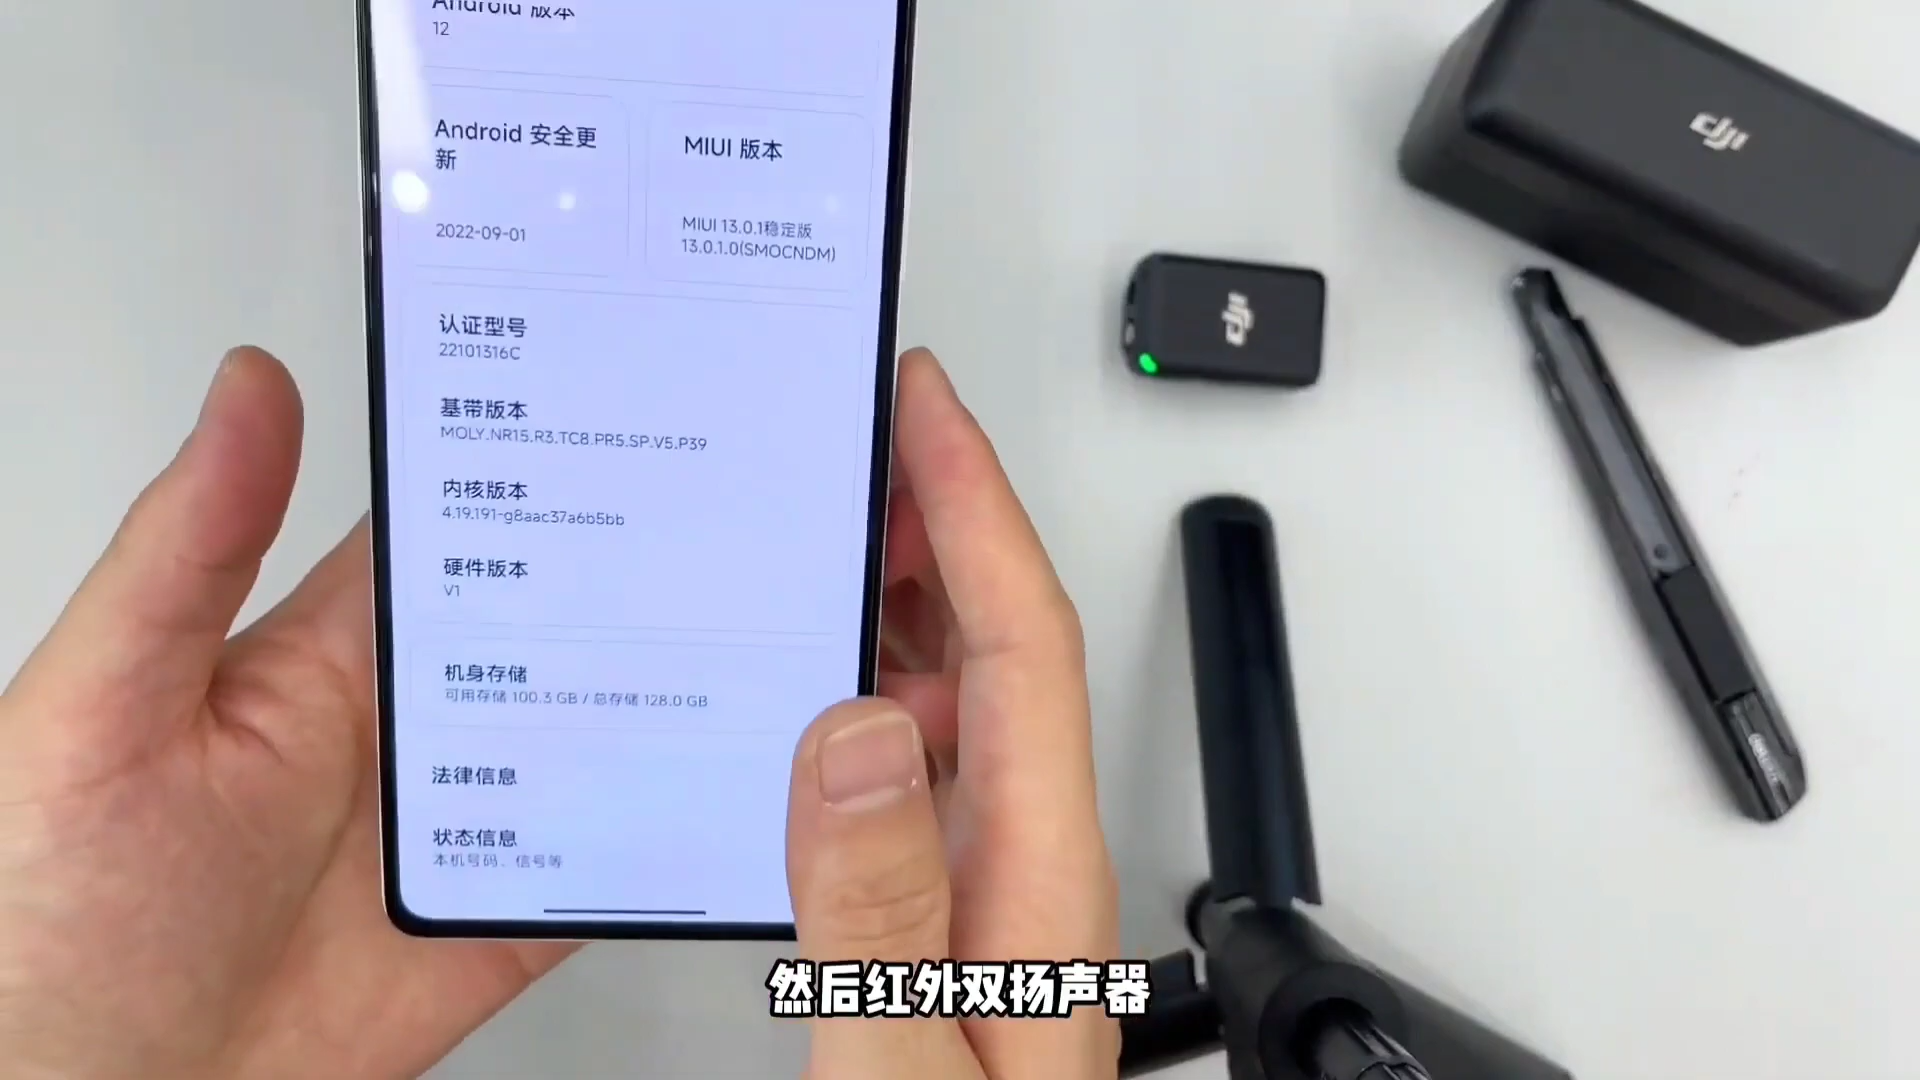 Android 版本
12
Android 安全更
新
2022-09-01
MIUI 版本
MIUI 13.0.1稳定版
13.0.1.0(SMOCNDM)
认证型号
22101316C
基带版本
MOLY.NR15.R3.TC8.PR5.SP.V5.P39
内核版本
4.19.191-g8aac37a6b5bb
硬件版本
V1
机身存储
可用存储 100.3 GB / 总存储 128.0 GB
法律信息
状态信息
本机号码、信号等
dji
dji
然后红外双扬声器